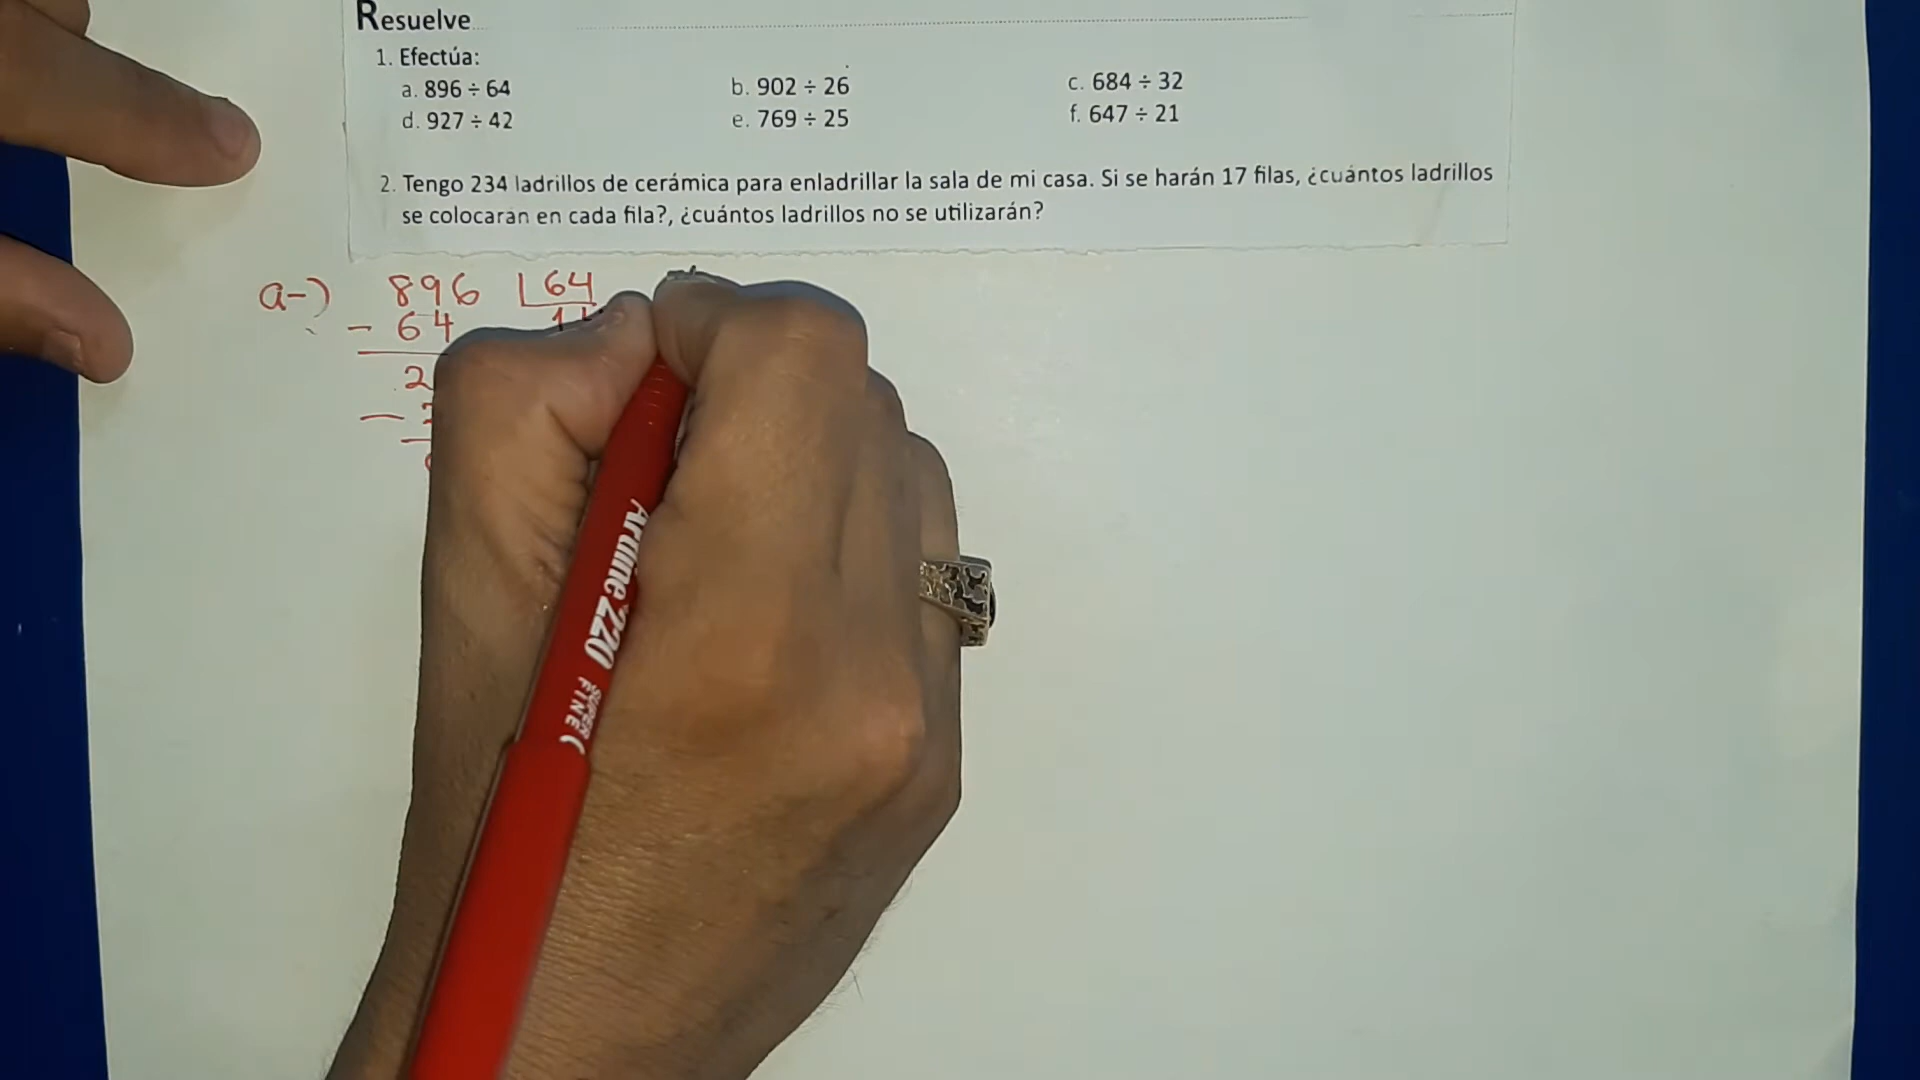 Resuelve
1. Efectúa:
a. 896 ÷ 64 b. 902 ÷ 26 c. 684 ÷ 32
d. 927 ÷ 42 e. 769 ÷ 25 f. 647 ÷ 21
2. Tengo 234 ladrillos de cerámica para enladrillar la sala de mi casa. Si se harán 17 filas, ¿cuántos ladrillos
se colocarán en cada fila?, ¿cuántos ladrillos no se utilizarán?
a-) 896 64
- 64 1
2
-
Artline 220 SUPER FINE